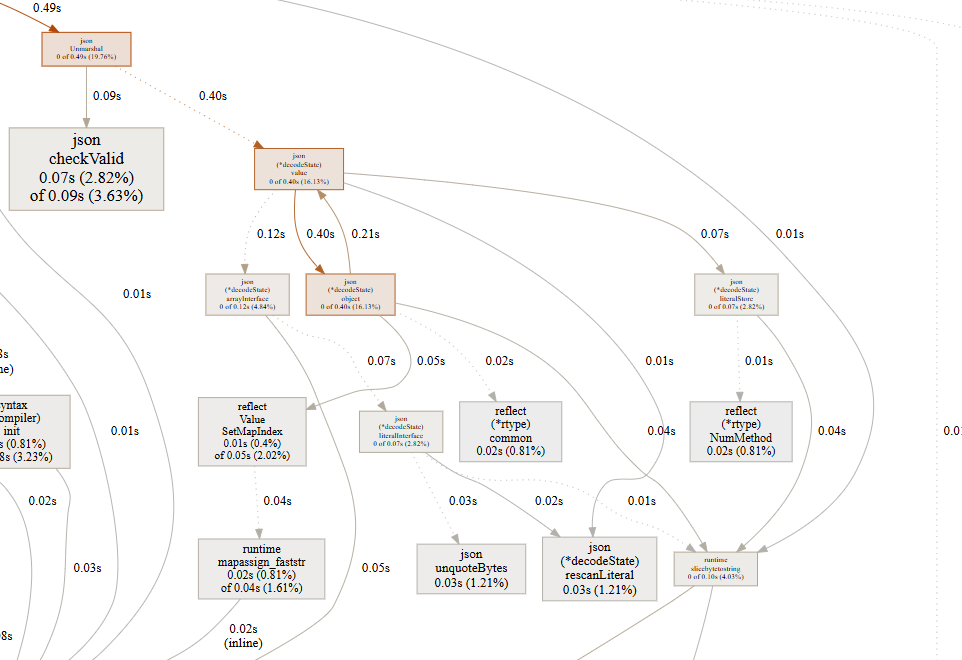 0.49s
json
Unmarshal
0 of 0.49s (19.76%)
0.09s
0.40s
json
checkValid
0.07s (2.82%)
of 0.09s (3.63%)
json
(*decodeState)
value
0 of 0.40s (16.13%)
0.12s
0.40s
0.21s
0.07s
0.01s
json
(*decodeState)
arrayInterface
0 of 0.12s (4.84%)
json
(*decodeState)
object
0 of 0.40s (16.13%)
json
(*decodeState)
literalStore
0 of 0.07s (2.82%)
0.01s
8s
ne)
0.07s
0.05s
0.02s
0.01s
0.01s
yntax
ompiler)
init
s (0.81%)
8s (3.23%)
0.01s
reflect
Value
SetMapIndex
0.01s (0.4%)
of 0.05s (2.02%)
json
(*decodeState)
literalInterface
0 of 0.07s (2.82%)
reflect
(*rtype)
common
0.02s (0.81%)
0.04s
reflect
(*rtype)
NumMethod
0.02s (0.81%)
0.04s
0.01
0.02s
0.04s
0.03s
0.02s
0.01s
runtime
mapassign_faststr
0.02s (0.81%)
of 0.04s (1.61%)
0.03s
0.05s
json
unquoteBytes
0.03s (1.21%)
json
(*decodeState)
rescanLiteral
0.03s (1.21%)
runtime
slicebytetostring
0 of 0.10s (4.03%)
8s
0.02s
(inline)